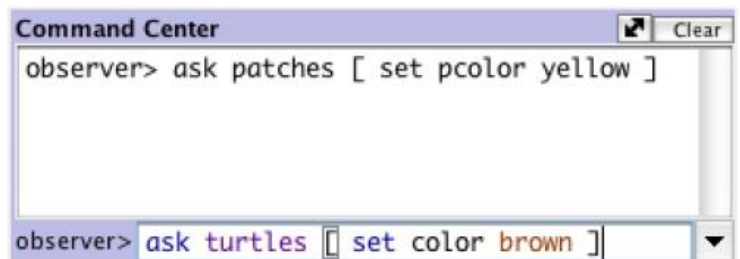 Command Center Clear
observer> ask patches [ set pcolor yellow ]
observer> ask turtles [ set color brown ]